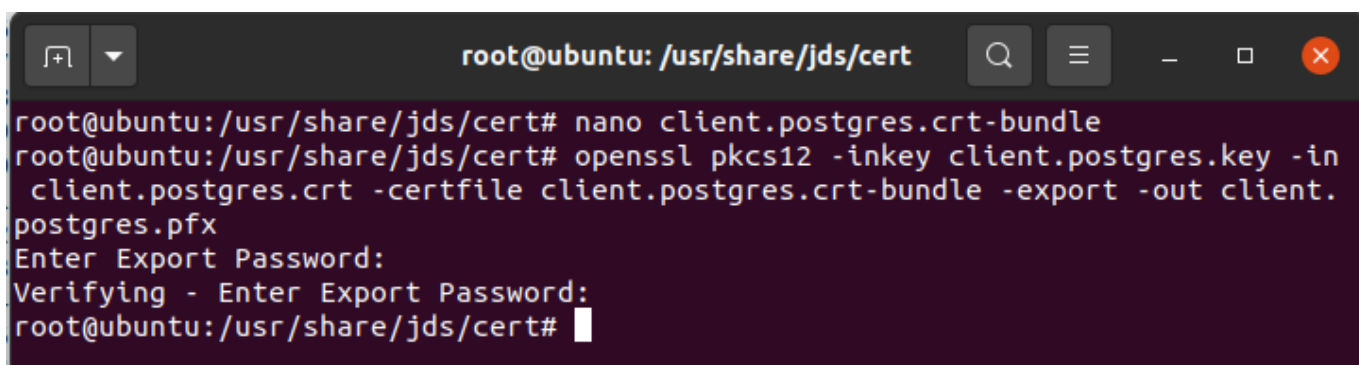 root@ubuntu: /usr/share/jds/cert
root@ubuntu:/usr/share/jds/cert# nano client.postgres.crt-bundle
root@ubuntu:/usr/share/jds/cert# openssl pkcs12 -inkey client.postgres.key -in
client.postgres.crt -certfile client.postgres.crt-bundle -export -out client.
postgres.pfx
Enter Export Password:
Verifying - Enter Export Password:
root@ubuntu:/usr/share/jds/cert#